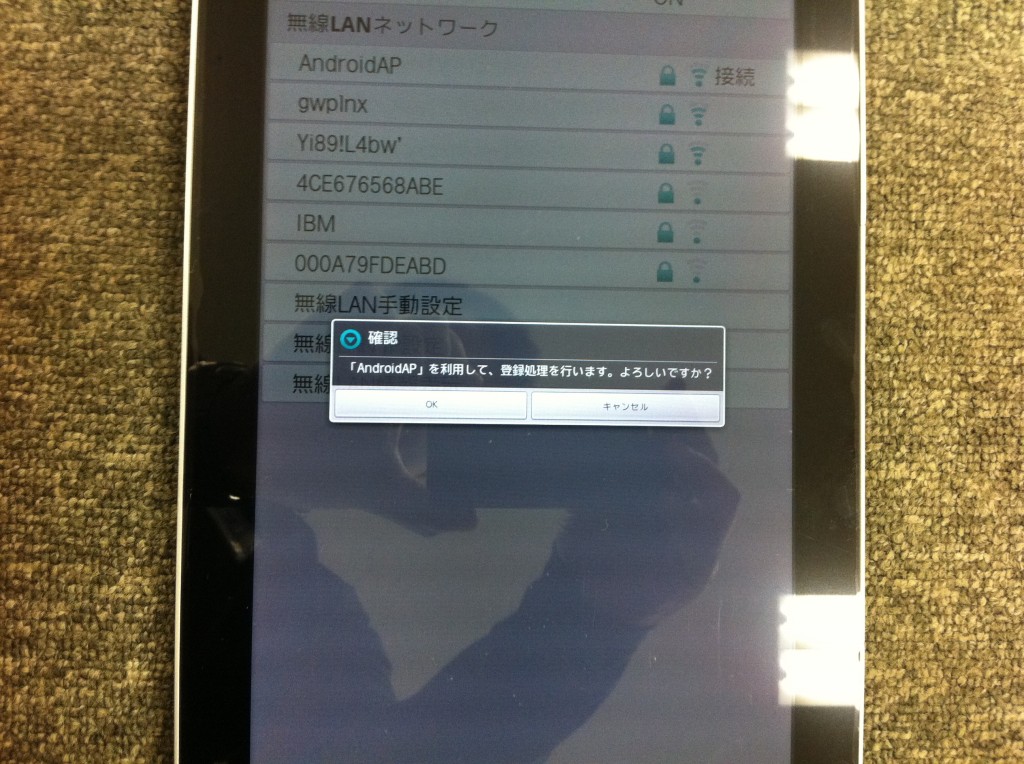 ON
無線LANネットワーク
AndroidAP 接続
gwplnx
Yi89!L4bw'
4CE676568ABE
IBM
000A79FDEABD
無線LAN手動設定
無線
無線
確認
「AndroidAP」を利用して、登録処理を行います。よろしいですか？
OK キャンセル